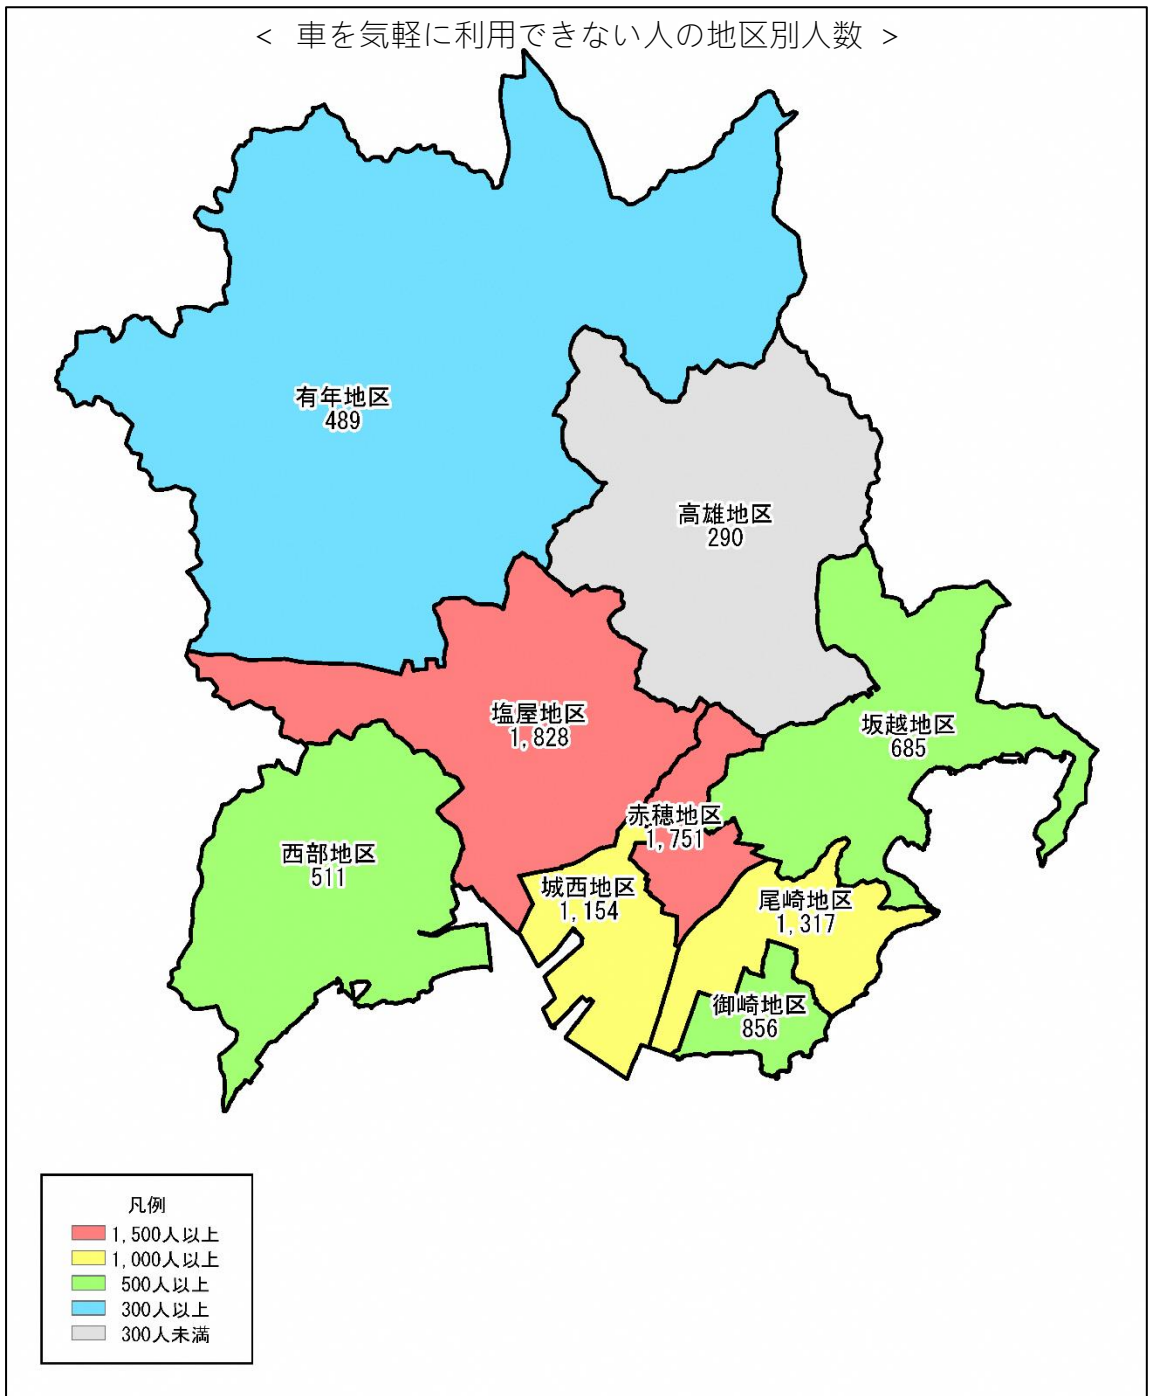 < 車を気軽に利用できない人の地区別人数 >
有年地区
489
高雄地区
290
塩屋地区
1,828
坂越地区
685
赤穂地区
1,751
西部地区
511
城西地区
1,154
尾崎地区
1,317
御崎地区
856
凡例
1,500人以上
1,000人以上
500人以上
300人以上
300人未満